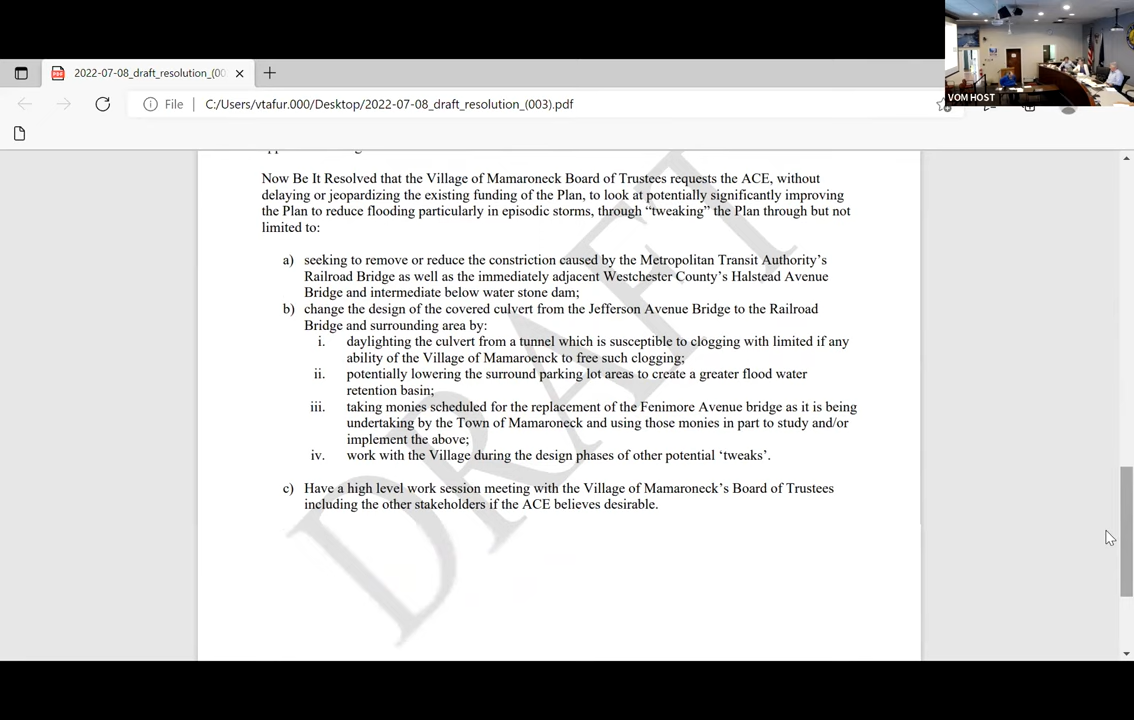 2022-07-08_draft_resolution_(00
File
C:/Users/vtafur.000/Desktop/2022-07-08_draft_resolution_(003).pdf
VOM HOST
Now Be It Resolved that the Village of Mamaroneck Board of Trustees requests the ACE, without
delaying or jeopardizing the existing funding of the Plan, to look at potentially significantly improving
the Plan to reduce flooding particularly in episodic storms, through “tweaking” the Plan through but not
limited to:
a) seeking to remove or reduce the constriction caused by the Metropolitan Transit Authority’s
Railroad Bridge as well as the immediately adjacent Westchester County’s Halstead Avenue
Bridge and intermediate below water stone dam;
b) change the design of the covered culvert from the Jefferson Avenue Bridge to the Railroad
Bridge and surrounding area by:
i. daylighting the culvert from a tunnel which is susceptible to clogging with limited if any
ability of the Village of Mamaroenck to free such clogging;
ii. potentially lowering the surround parking lot areas to create a greater flood water
retention basin;
iii. taking monies scheduled for the replacement of the Fenimore Avenue bridge as it is being
undertaking by the Town of Mamaroneck and using those monies in part to study and/or
implement the above;
iv. work with the Village during the design phases of other potential ‘tweaks’.
c) Have a high level work session meeting with the Village of Mamaroneck’s Board of Trustees
including the other stakeholders if the ACE believes desirable.
DRAFT